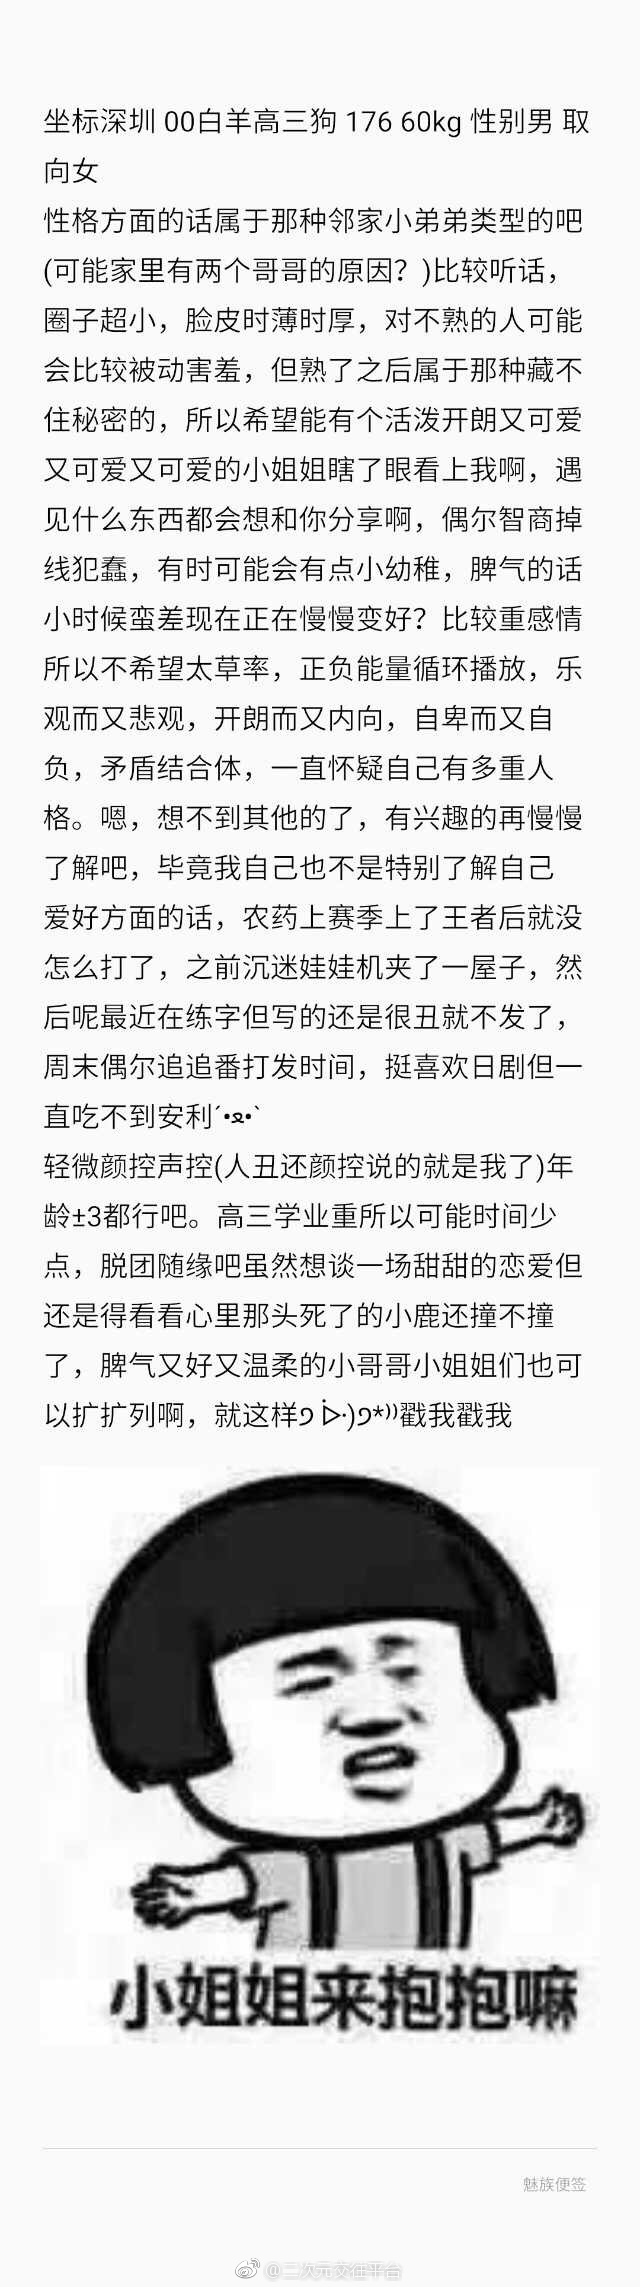 坐标深圳 00白羊高三狗 176 60kg 性别男 取
向女
性格方面的话属于那种邻家小弟弟类型的吧
(可能家里有两个哥哥的原因？)比较听话，
圈子超小，脸皮时薄时厚，对不熟的人可能
会比较被动害羞，但熟了之后属于那种藏不
住秘密的，所以希望能有个活泼开朗又可爱
又可爱又可爱的小姐姐瞎了眼看上我啊，遇
见什么东西都会想和你分享啊，偶尔智商掉
线犯蠢，有时可能会有点小幼稚，脾气的话
小时候蛮差现在正在慢慢变好？比较重感情
所以不希望太草率，正负能量循环播放，乐
观而又悲观，开朗而又内向，自卑而又自
负，矛盾结合体，一直怀疑自己有多重人
格。嗯，想不到其他的了，有兴趣的再慢慢
了解吧，毕竟我自己也不是特别了解自己
爱好方面的话，农药上赛季上了王者后就没
怎么打了，之前沉迷娃娃机夹了一屋子，然
后呢最近在练字但写的还是很丑就不发了，
周末偶尔追追番打发时间，挺喜欢日剧但一
直吃不到安利´•ﻌ•`
轻微颜控声控(人丑还颜控说的就是我了)年
龄±3都行吧。高三学业重所以可能时间少
点，脱团随缘吧虽然想谈一场甜甜的恋爱但
还是得看看心里那头死了的小鹿还撞不撞
了，脾气又好又温柔的小哥哥小姐姐们也可
以扩扩列啊，就这样੭ ᐕ)੭*⁾⁾戳我戳我
小姐姐来抱抱嘛
魅族便签
@二次元交往平台